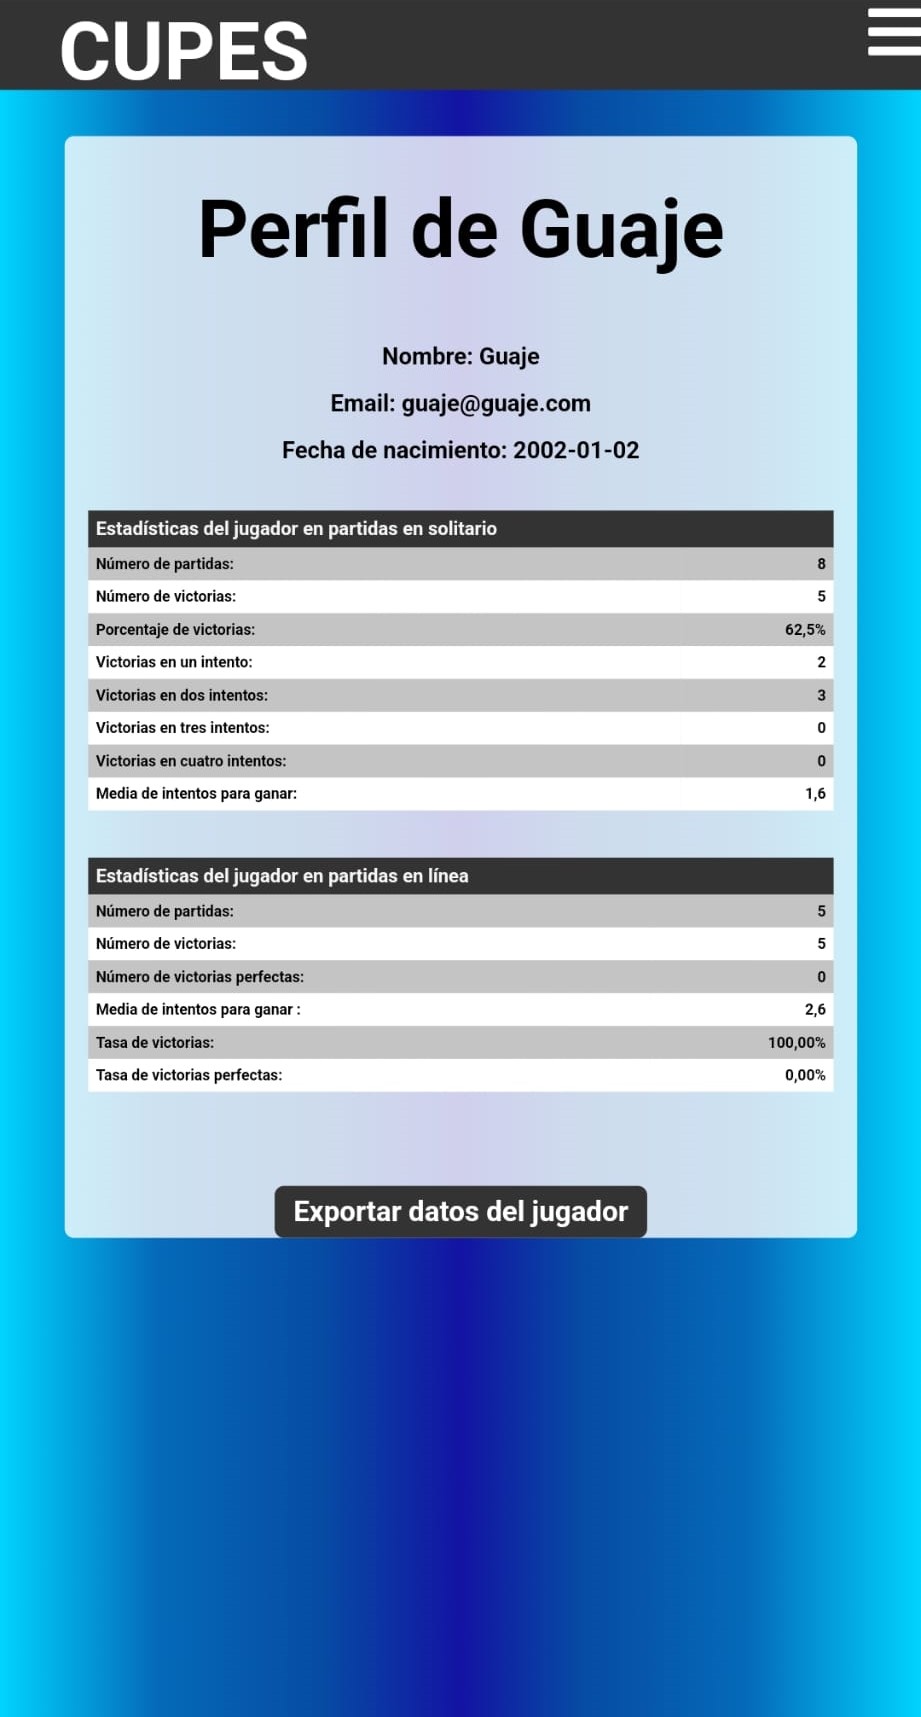 CUPES
Perfil de Guaje
Nombre: Guaje
Email: guaje@guaje.com
Fecha de nacimiento: 2002-01-02
Estadísticas del jugador en partidas en solitario
Número de partidas: 8
Número de victorias: 5
Porcentaje de victorias: 62,5%
Victorias en un intento: 2
Victorias en dos intentos: 3
Victorias en tres intentos: 0
Victorias en cuatro intentos: 0
Media de intentos para ganar: 1,6
Estadísticas del jugador en partidas en línea
Número de partidas: 5
Número de victorias: 5
Número de victorias perfectas: 0
Media de intentos para ganar : 2,6
Tasa de victorias: 100,00%
Tasa de victorias perfectas: 0,00%
Exportar datos del jugador